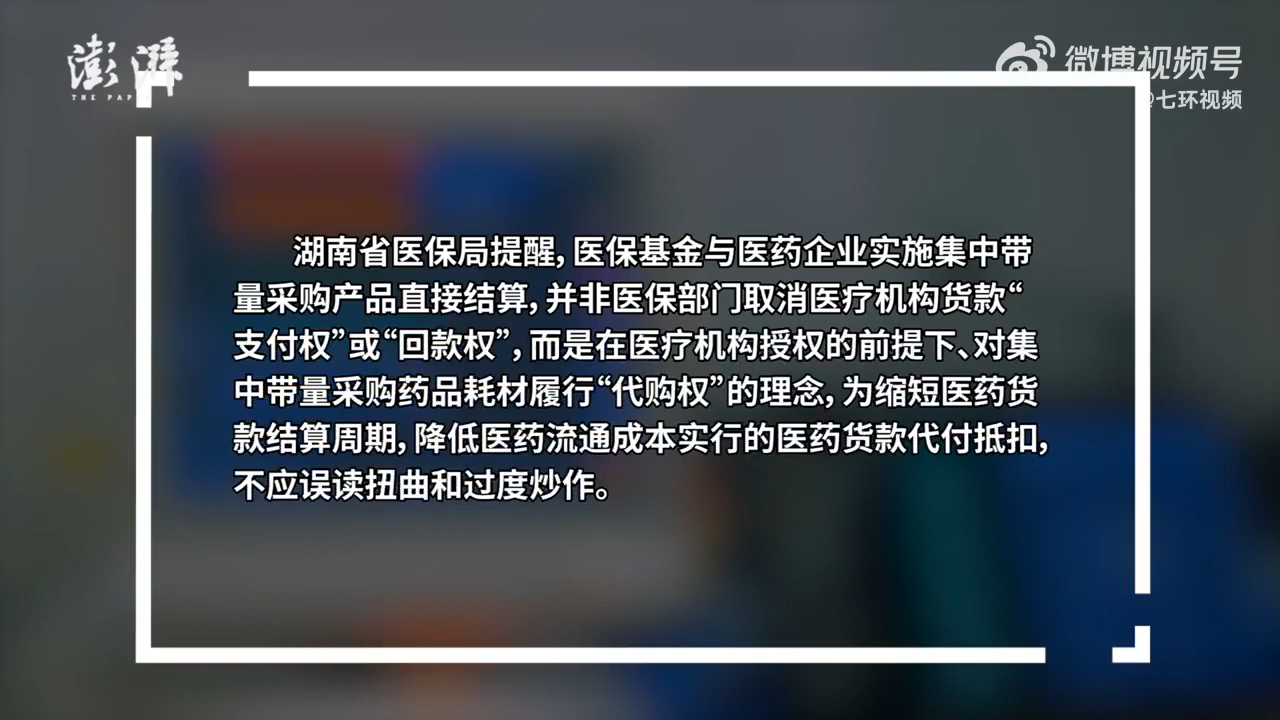 澎湃
THE PAP
微博视频号
@七环视频
湖南省医保局提醒，医保基金与医药企业实施集中带
量采购产品直接结算，并非医保部门取消医疗机构货款“
支付权”或“回款权”，而是在医疗机构授权的前提下、对集
中带量采购药品耗材履行“代购权”的理念，为缩短医药货
款结算周期，降低医药流通成本实行的医药货款代付抵扣，
不应误读扭曲和过度炒作。